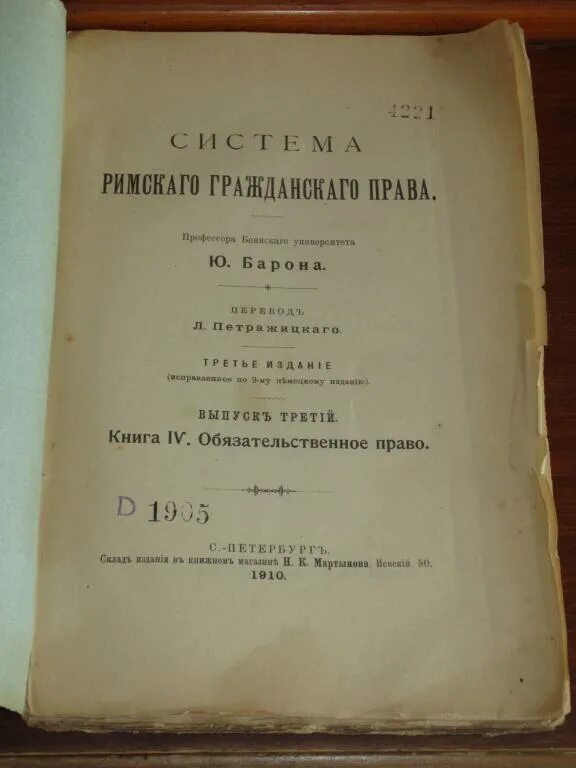 4221
СИСТЕМА
РИМСКАГО ГРАЖДАНСКАГО ПРАВА.
Профессора Боннскаго университета
Ю. Барона.
ПЕРЕВОДЪ
Л. Петражицкаго.
ТРЕТЬЕ ИЗДАНІЕ
(исправленное по 9-му нѣмецкому изданію).
ВЫПУСКЪ ТРЕТІЙ.
Книга IV. Обязательственное право.
D 1905
С.-ПЕТЕРБУРГЪ.
Складъ изданія въ книжномъ магазинѣ Н. К. Мартынова, Невскій, 50.
1910.